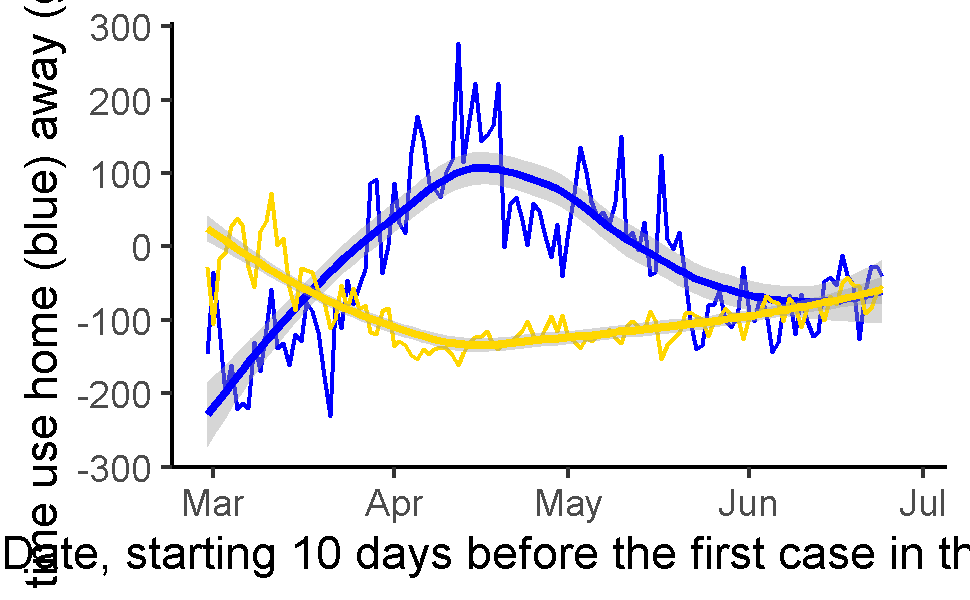 time use home (blue) away (
300
200
100
0
-100
-200
-300
Mar Apr May Jun Jul
Date, starting 10 days before the first case in th